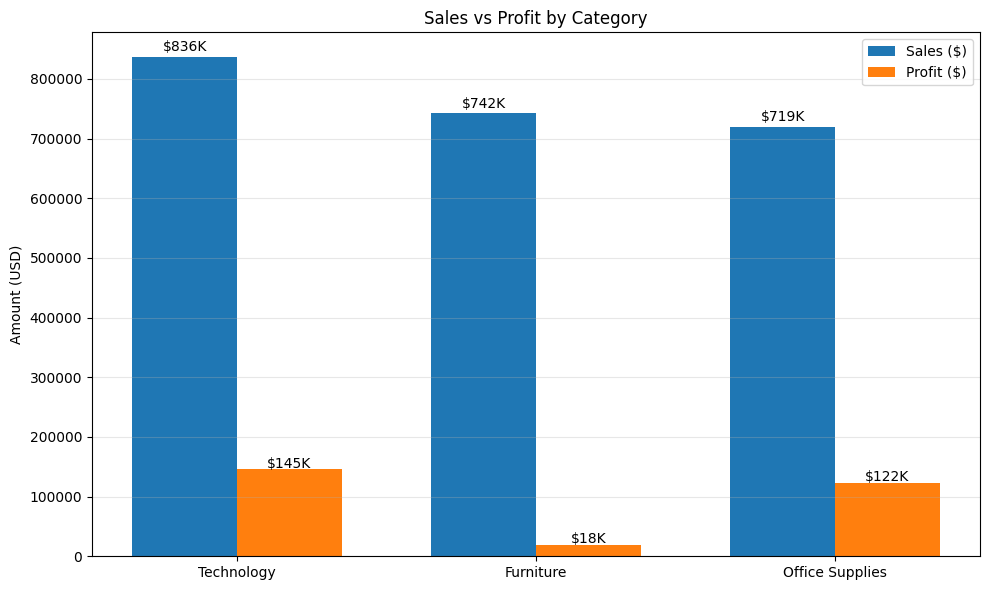 Sales vs Profit by Category
Sales ($)
Profit ($)
Amount (USD)
800000
700000
600000
500000
400000
300000
200000
100000
0
$836K
$742K
$719K
$145K
$18K
$122K
Technology
Furniture
Office Supplies